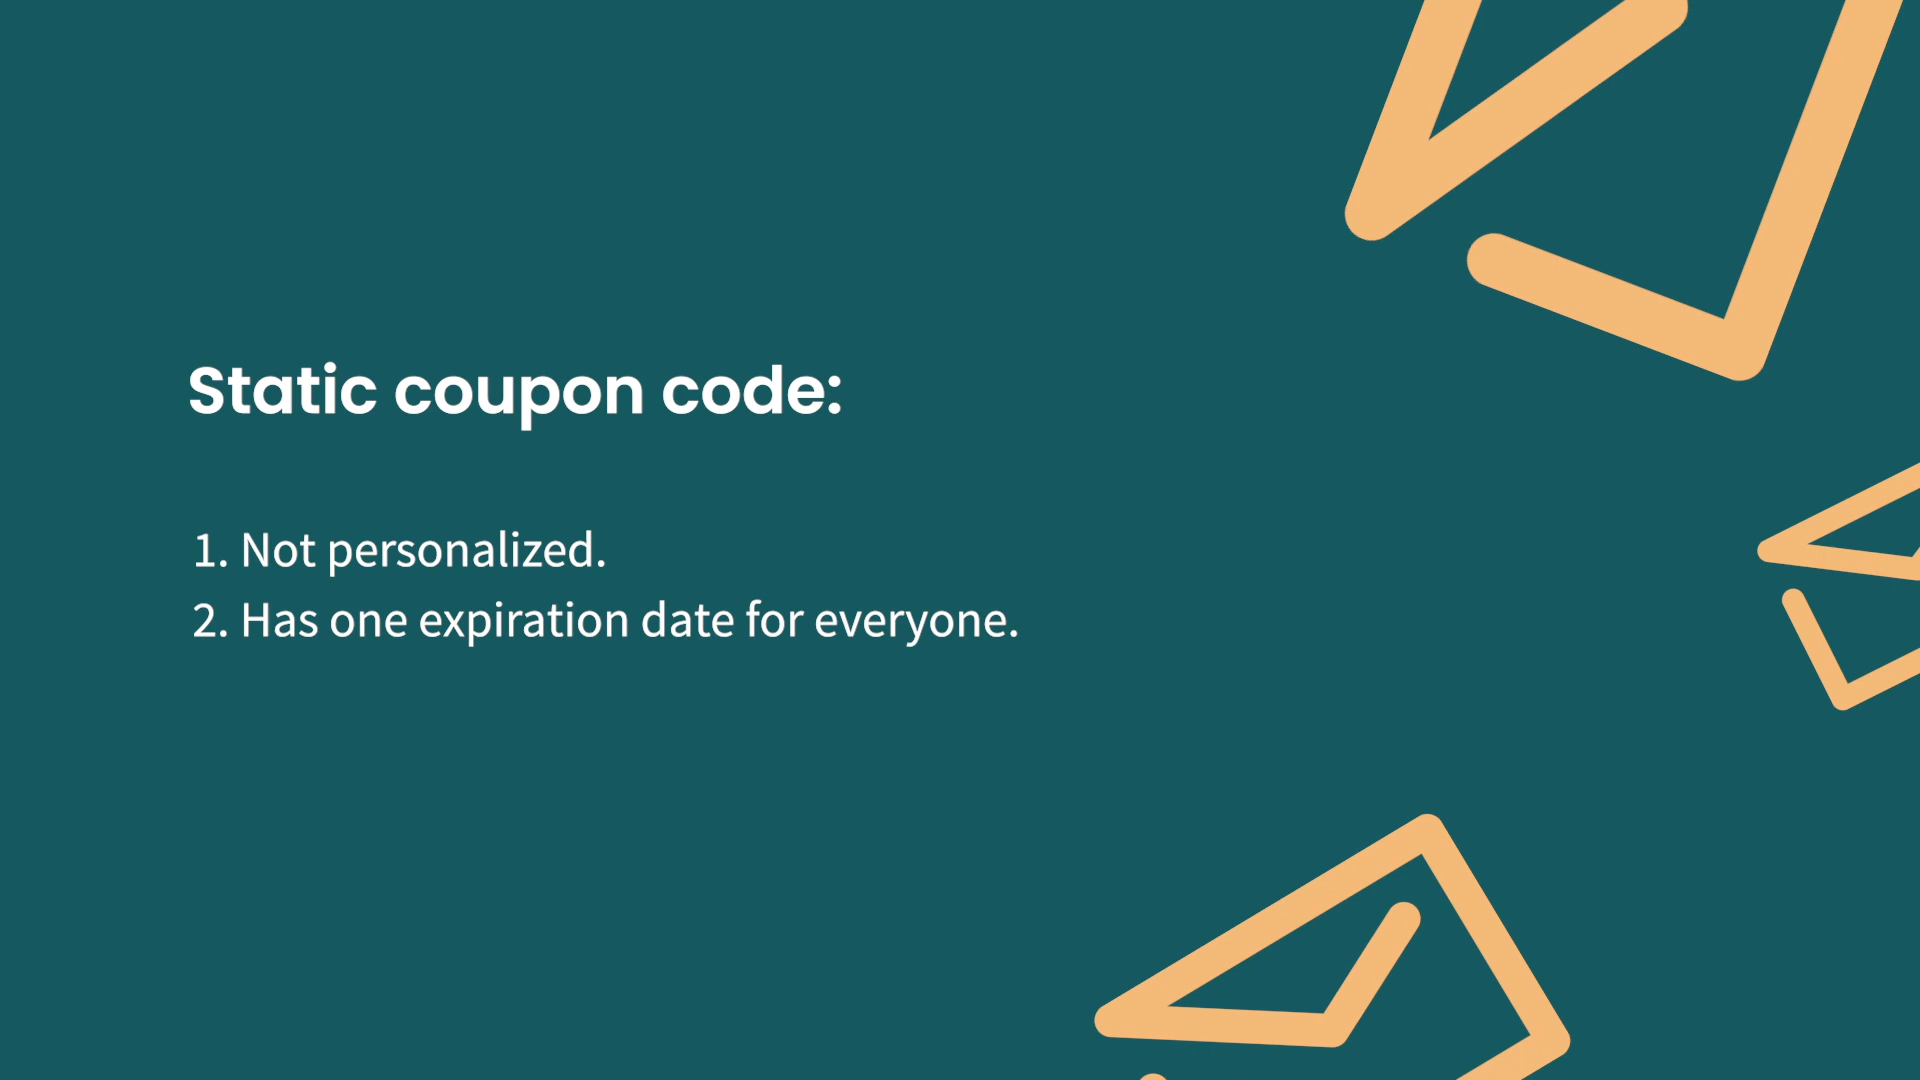 Static coupon code:
1. Not personalized.
2. Has one expiration date for everyone.